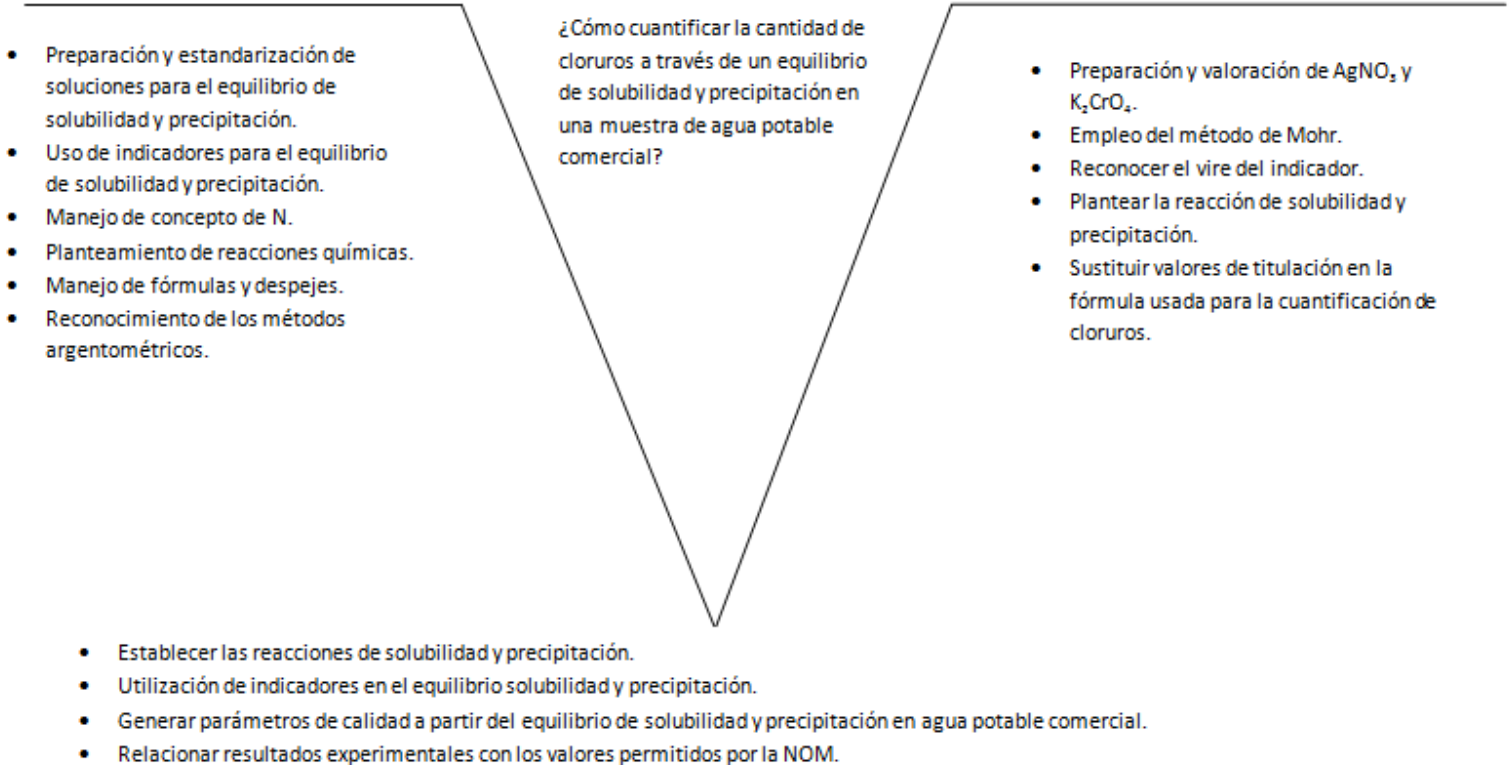 • Preparación y estandarización de
soluciones para el equilibrio de
solubilidad y precipitación.
• Uso de indicadores para el equilibrio
de solubilidad y precipitación.
• Manejo de concepto de N.
• Planteamiento de reacciones químicas.
• Manejo de fórmulas y despejes.
• Reconocimiento de los métodos
argentométricos.
¿Cómo cuantificar la cantidad de
cloruros a través de un equilibrio
de solubilidad y precipitación en
una muestra de agua potable
comercial?
• Preparación y valoración de AgNO₃ y
K₂CrO₄.
• Empleo del método de Mohr.
• Reconocer el vire del indicador.
• Plantear la reacción de solubilidad y
precipitación.
• Sustituir valores de titulación en la
fórmula usada para la cuantificación de
cloruros.
• Establecer las reacciones de solubilidad y precipitación.
• Utilización de indicadores en el equilibrio solubilidad y precipitación.
• Generar parámetros de calidad a partir del equilibrio de solubilidad y precipitación en agua potable comercial.
• Relacionar resultados experimentales con los valores permitidos por la NOM.